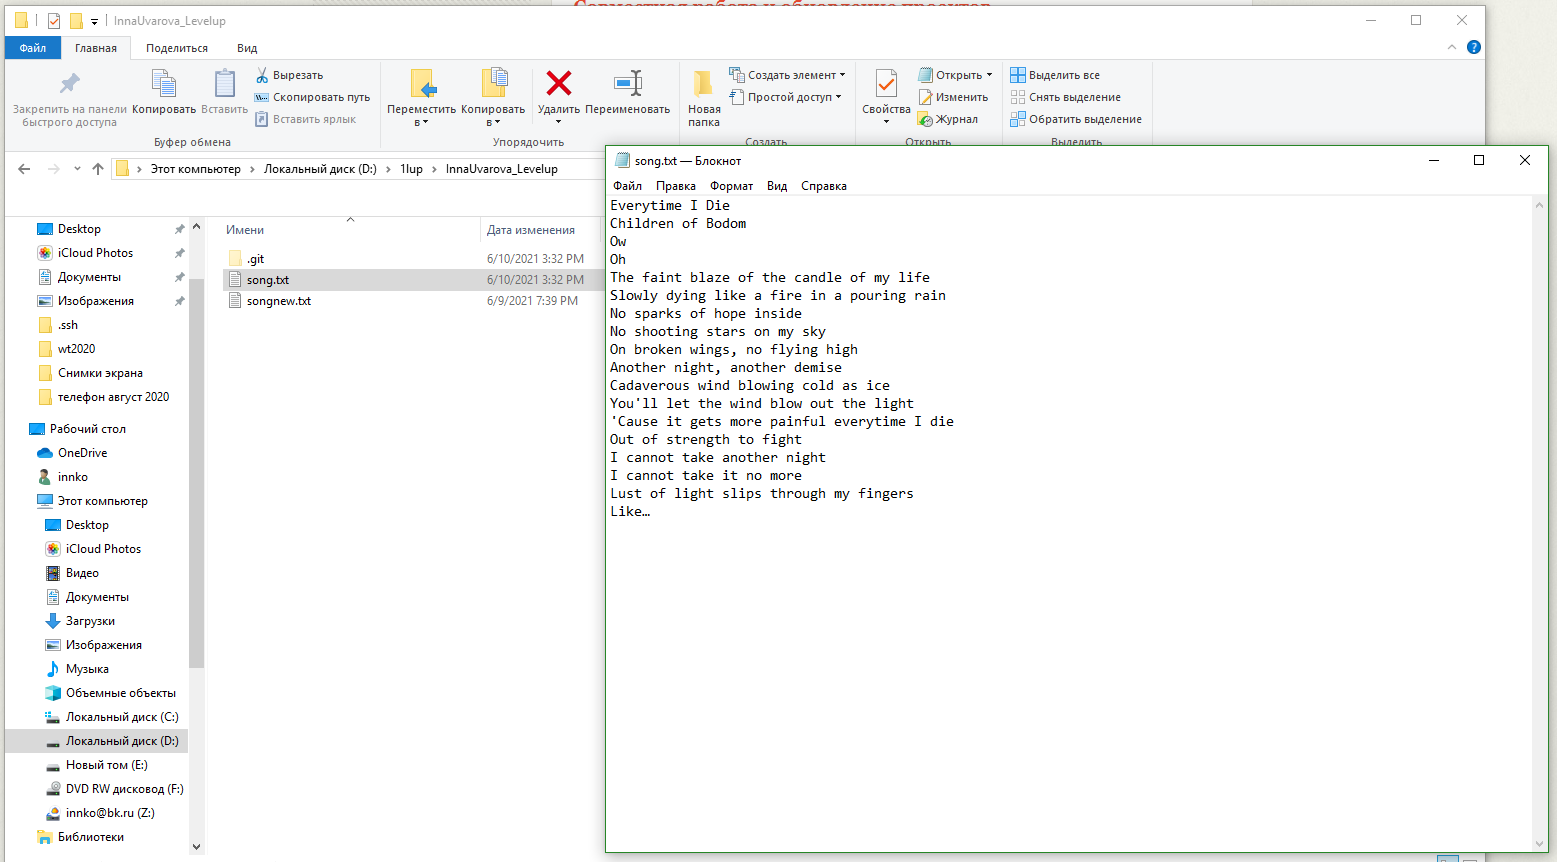 Совместная работа и обновление проектов
InnaUvarova_Levelup
Файл
Главная
Поделиться
Вид
Закрепить на панели
быстрого доступа
Копировать
Вставить
Вырезать
Скопировать путь
Вставить ярлык
Буфер обмена
Переместить
в
Копировать
в
Удалить
Переименовать
Упорядочить
Новая
папка
Создать элемент
Простой доступ
Создать
Свойства
Открыть
Изменить
Журнал
Открыть
Выделить все
Снять выделение
Обратить выделение
Выделить
Этот компьютер
Локальный диск (D:)
1lup
InnaUvarova_Levelup
Desktop
iCloud Photos
Документы
Изображения
.ssh
wt2020
Снимки экрана
телефон август 2020
Рабочий стол
OneDrive
innko
Этот компьютер
Desktop
iCloud Photos
Видео
Документы
Загрузки
Изображения
Музыка
Объемные объекты
Локальный диск (C:)
Локальный диск (D:)
Новый том (E:)
DVD RW дисковод (F:)
innko@bk.ru (Z:)
Библиотеки
Имени Дата изменения
.git 6/10/2021 3:32 PM
song.txt 6/10/2021 3:32 PM
songnew.txt 6/9/2021 7:39 PM
song.txt — Блокнот
Файл Правка Формат Вид Справка
Everytime I Die
Children of Bodom
Ow
Oh
The faint blaze of the candle of my life
Slowly dying like a fire in a pouring rain
No sparks of hope inside
No shooting stars on my sky
On broken wings, no flying high
Another night, another demise
Cadaverous wind blowing cold as ice
You'll let the wind blow out the light
'Cause it gets more painful everytime I die
Out of strength to fight
I cannot take another night
I cannot take it no more
Lust of light slips through my fingers
Like…